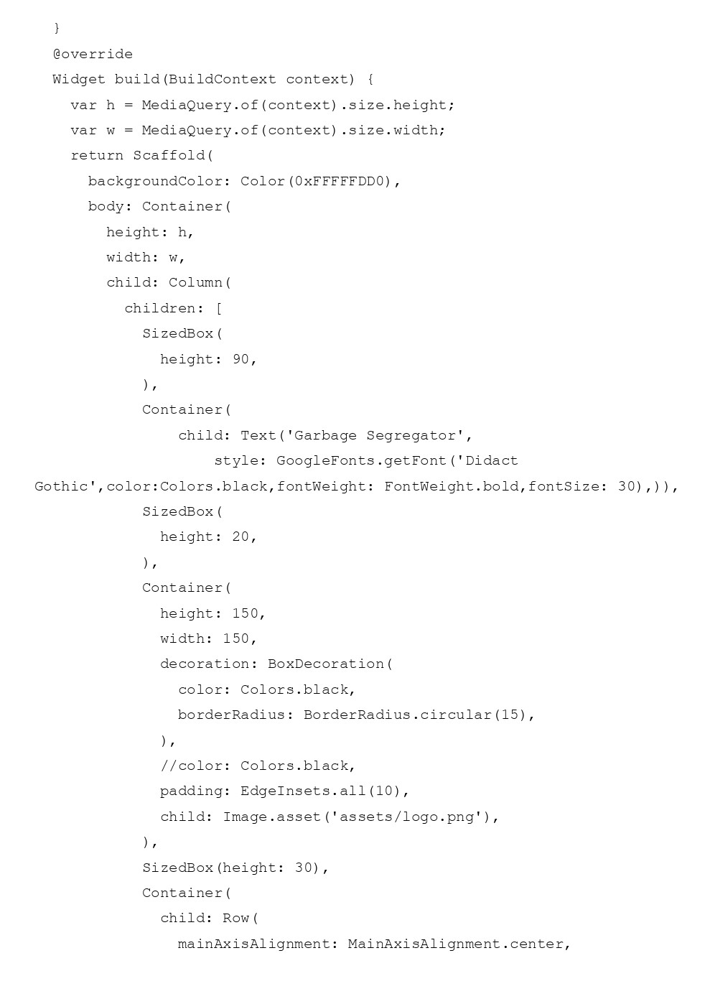 }
@override
Widget build(BuildContext context) {
var h = MediaQuery.of(context).size.height;
var w = MediaQuery.of(context).size.width;
return Scaffold(
backgroundColor: Color(0xFFFFFDD0),
body: Container(
height: h,
width: w,
child: Column(
children: [
SizedBox(
height: 90,
),
Container(
child: Text('Garbage Segregator',
style: GoogleFonts.getFont('Didact
Gothic',color:Colors.black,fontWeight: FontWeight.bold,fontSize: 30),)),
SizedBox(
height: 20,
),
Container(
height: 150,
width: 150,
decoration: BoxDecoration(
color: Colors.black,
borderRadius: BorderRadius.circular(15),
),
//color: Colors.black,
padding: EdgeInsets.all(10),
child: Image.asset('assets/logo.png'),
),
SizedBox(height: 30),
Container(
child: Row(
mainAxisAlignment: MainAxisAlignment.center,